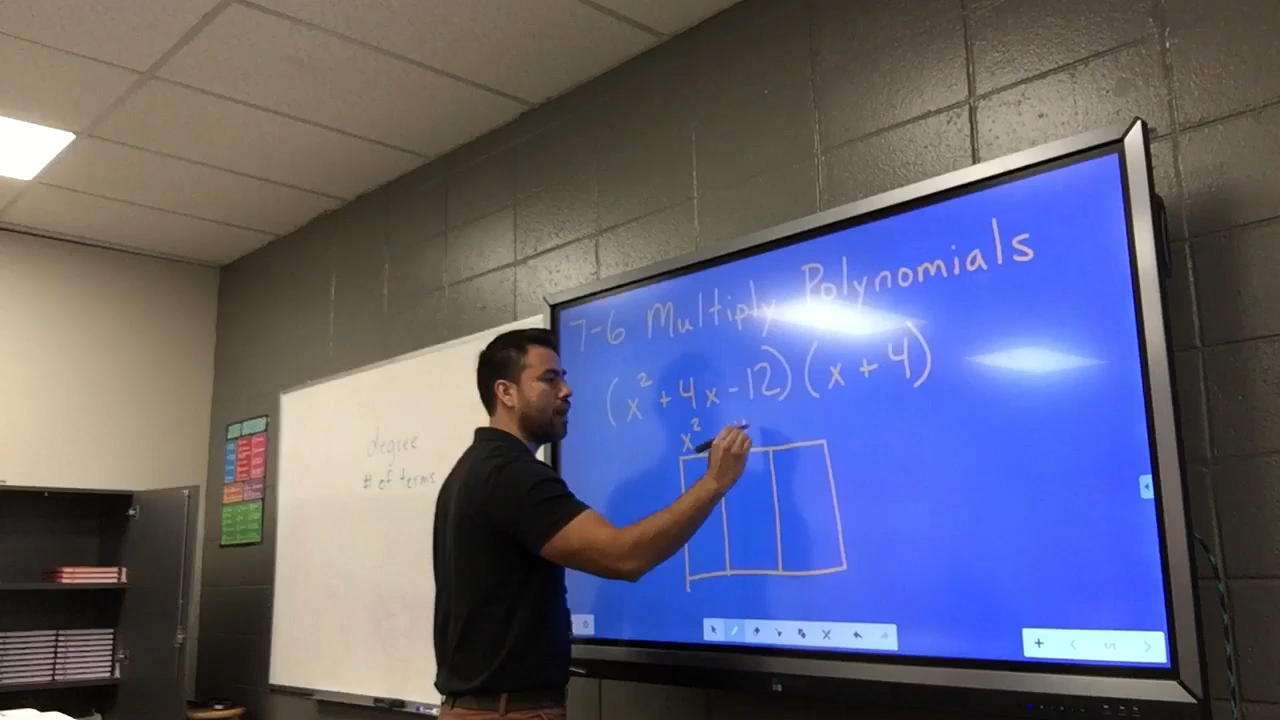 7-6 Multiply Polynomials
(x² + 4x - 12)(x + 4)
x²
degree
# of terms